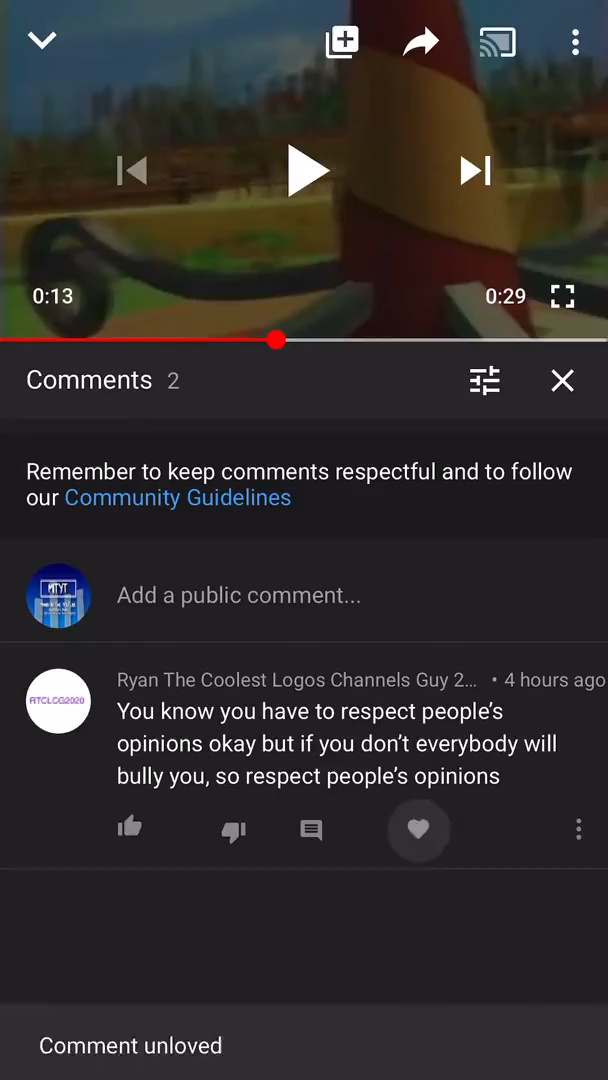 0:13
0:29
Comments 2
Remember to keep comments respectful and to follow
our Community Guidelines
MTYT
Add a public comment...
RTCLCG2020
Ryan The Coolest Logos Channels Guy 2... • 4 hours ago
You know you have to respect people’s
opinions okay but if you don’t everybody will
bully you, so respect people’s opinions
Comment unloved